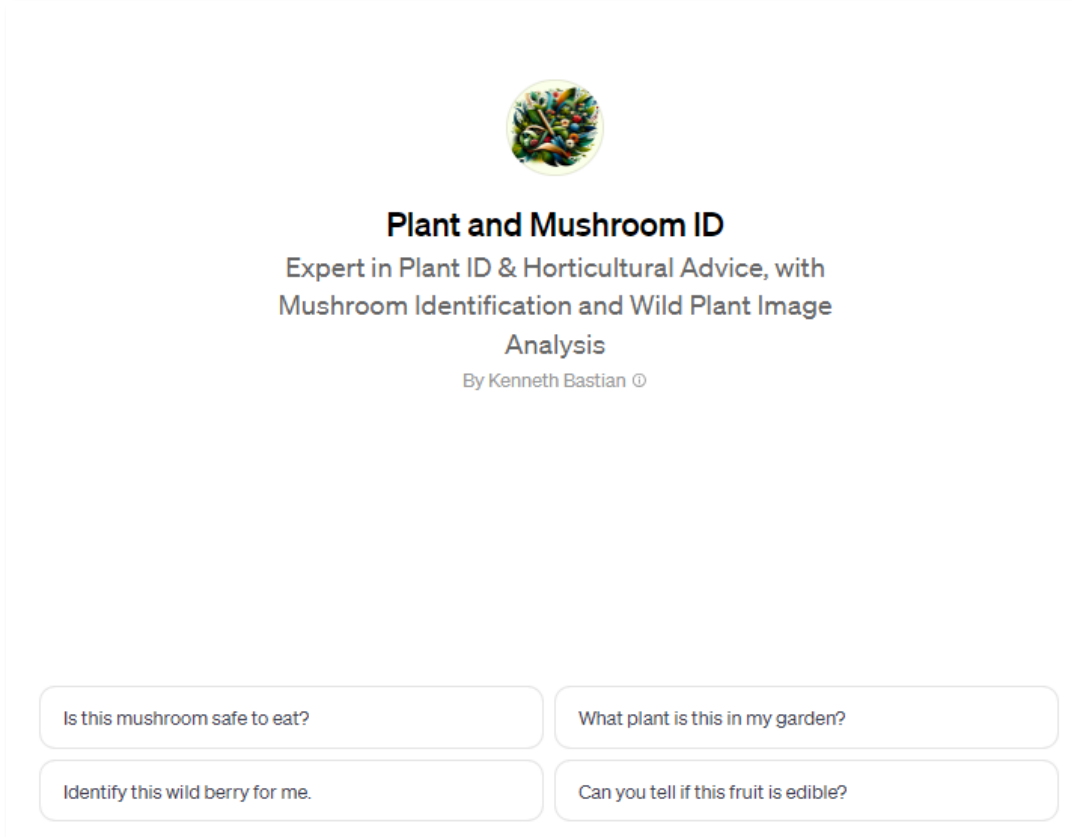 Plant and Mushroom ID
Expert in Plant ID & Horticultural Advice, with
Mushroom Identification and Wild Plant Image
Analysis
By Kenneth Bastian
Is this mushroom safe to eat?
What plant is this in my garden?
Identify this wild berry for me.
Can you tell if this fruit is edible?